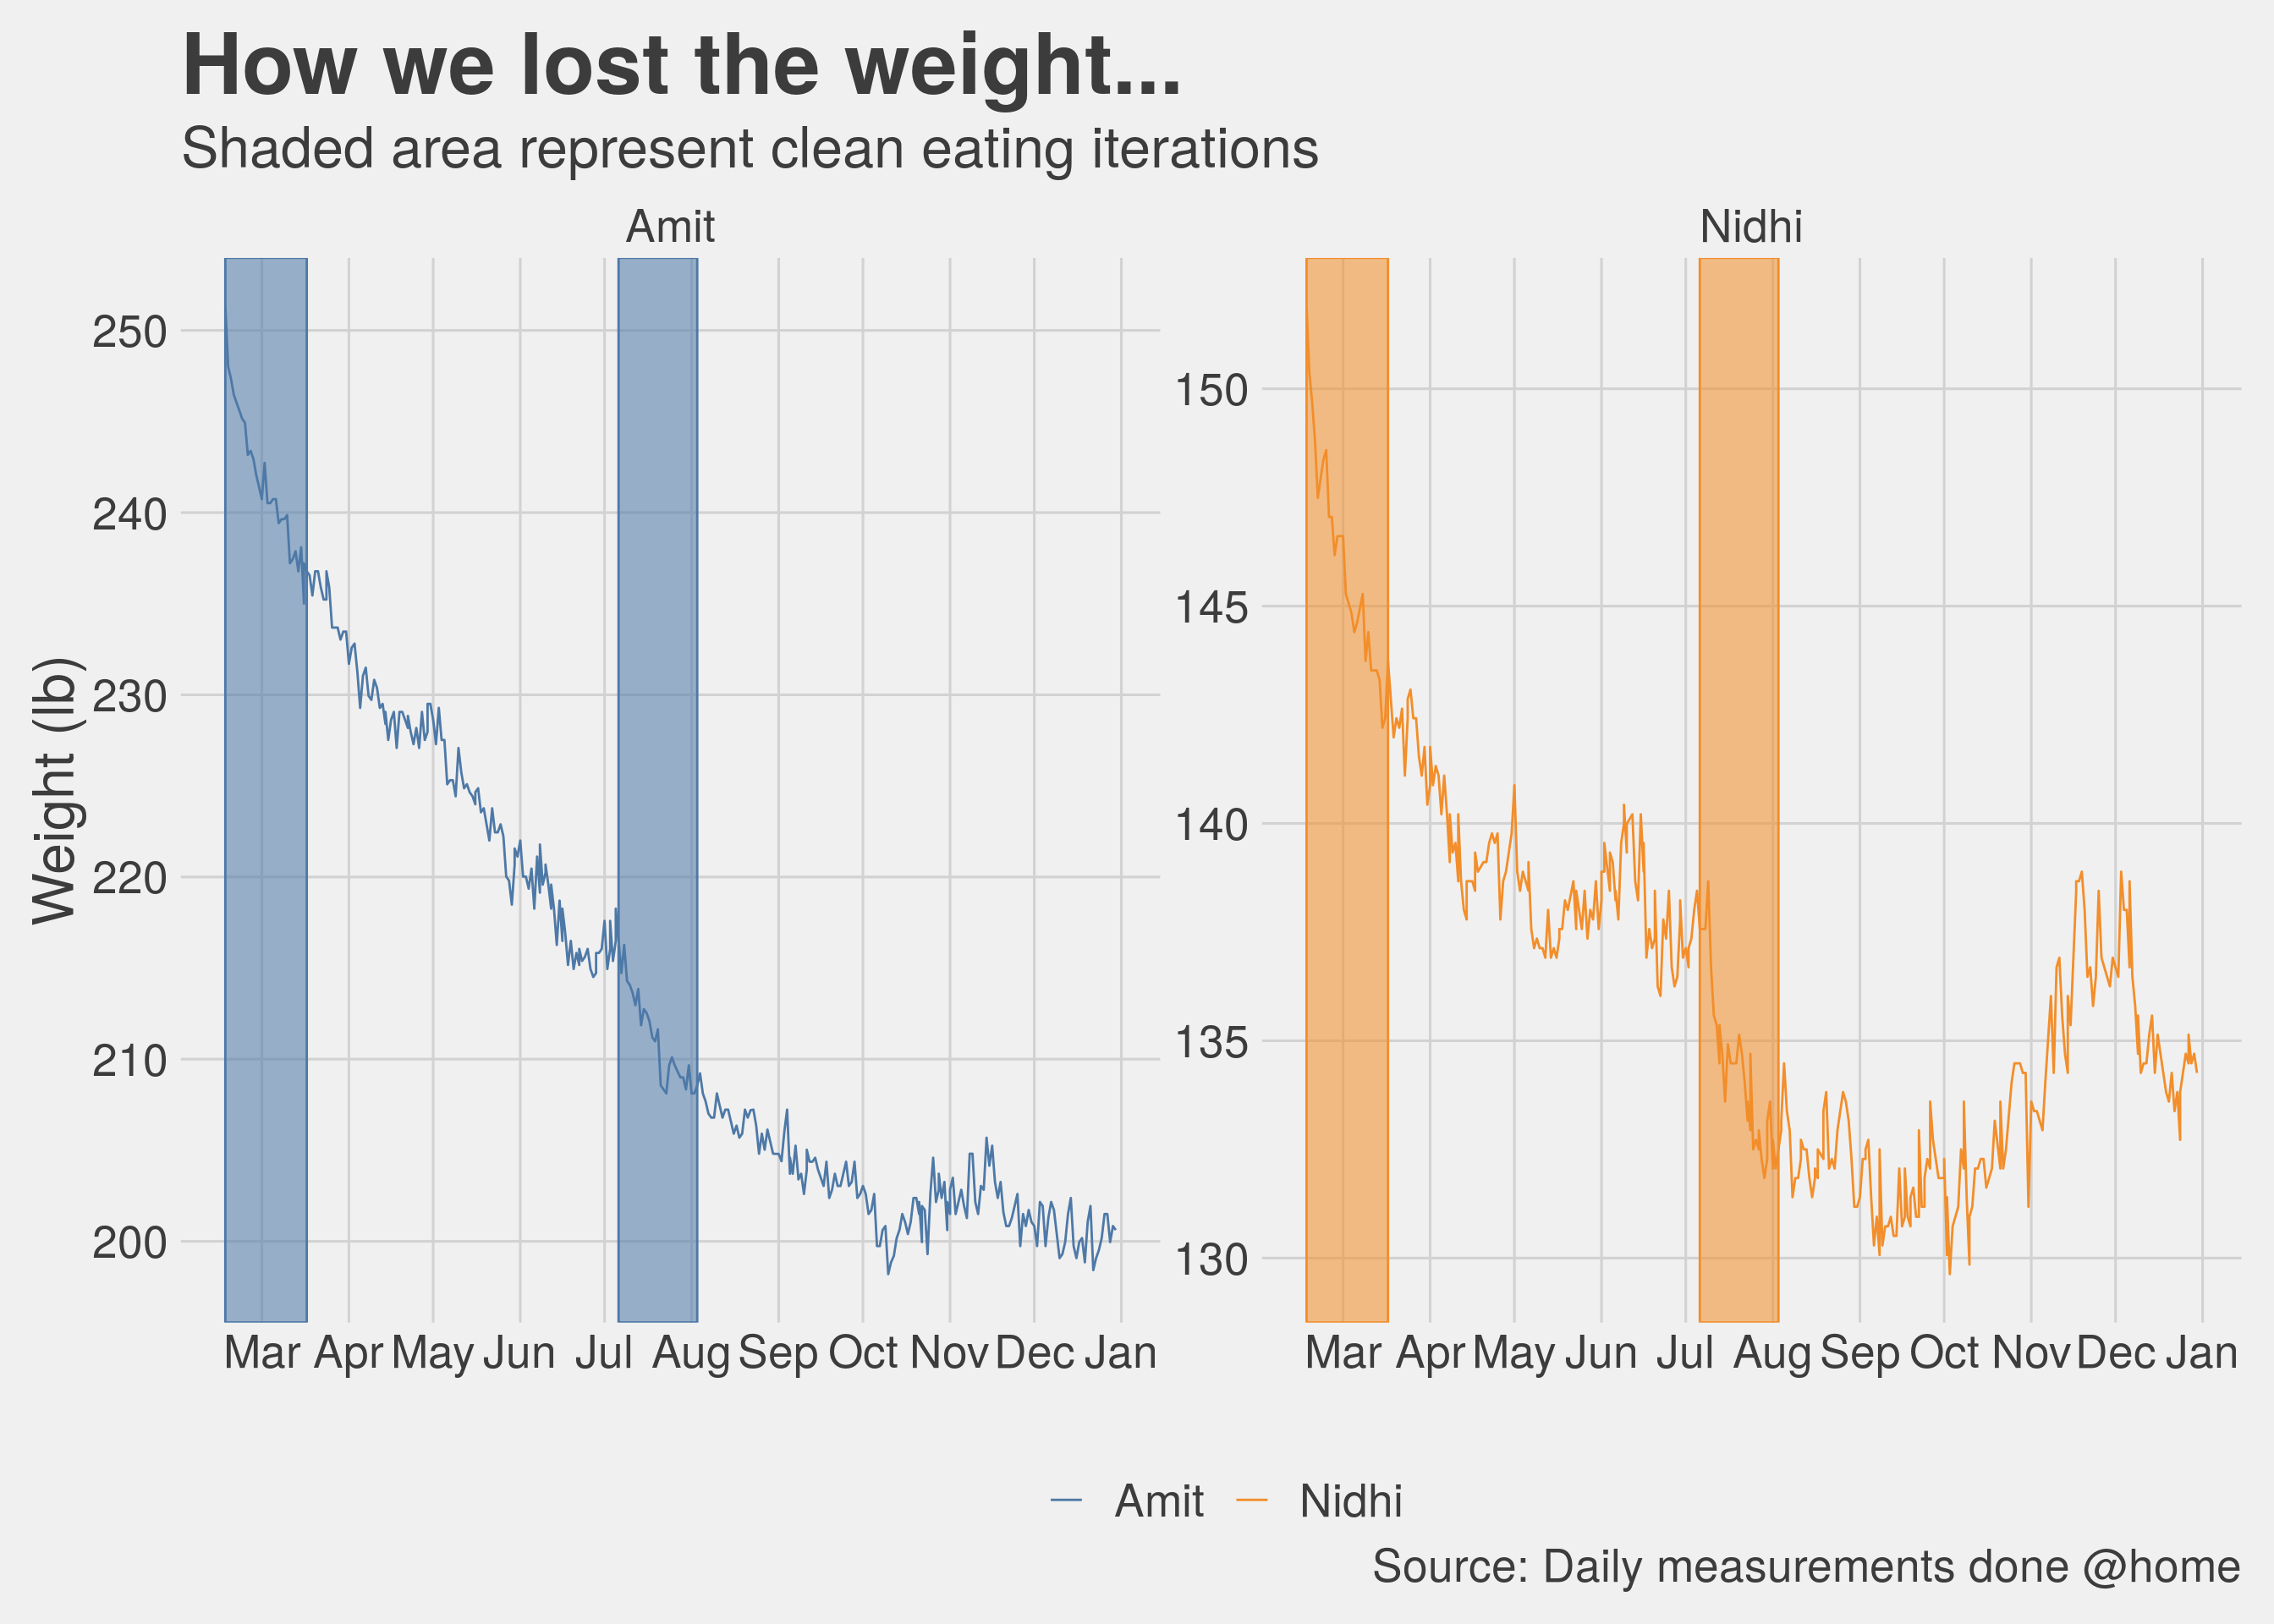 How we lost the weight...
Shaded area represent clean eating iterations
Amit
Nidhi
Weight (lb)
250
240
230
220
210
200
150
145
140
135
130
Mar Apr May Jun Jul Aug Sep Oct Nov Dec Jan
Mar Apr May Jun Jul Aug Sep Oct Nov Dec Jan
Amit Nidhi
Source: Daily measurements done @home